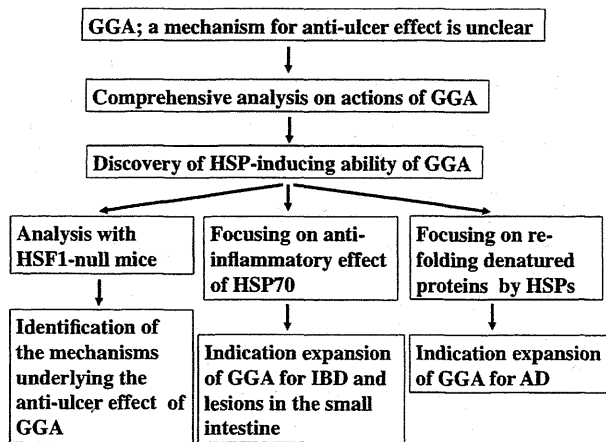 GGA; a mechanism for anti-ulcer effect is unclear
Comprehensive analysis on actions of GGA
Discovery of HSP-inducing ability of GGA
Analysis with
HSF1-null mice
Focusing on anti-
inflammatory effect
of HSP70
Focusing on re-
folding denatured
proteins by HSPs
Identification of
the mechanisms
underlying the
anti-ulcer effect of
GGA
Indication expansion
of GGA for IBD and
lesions in the small
intestine
Indication expansion
of GGA for AD